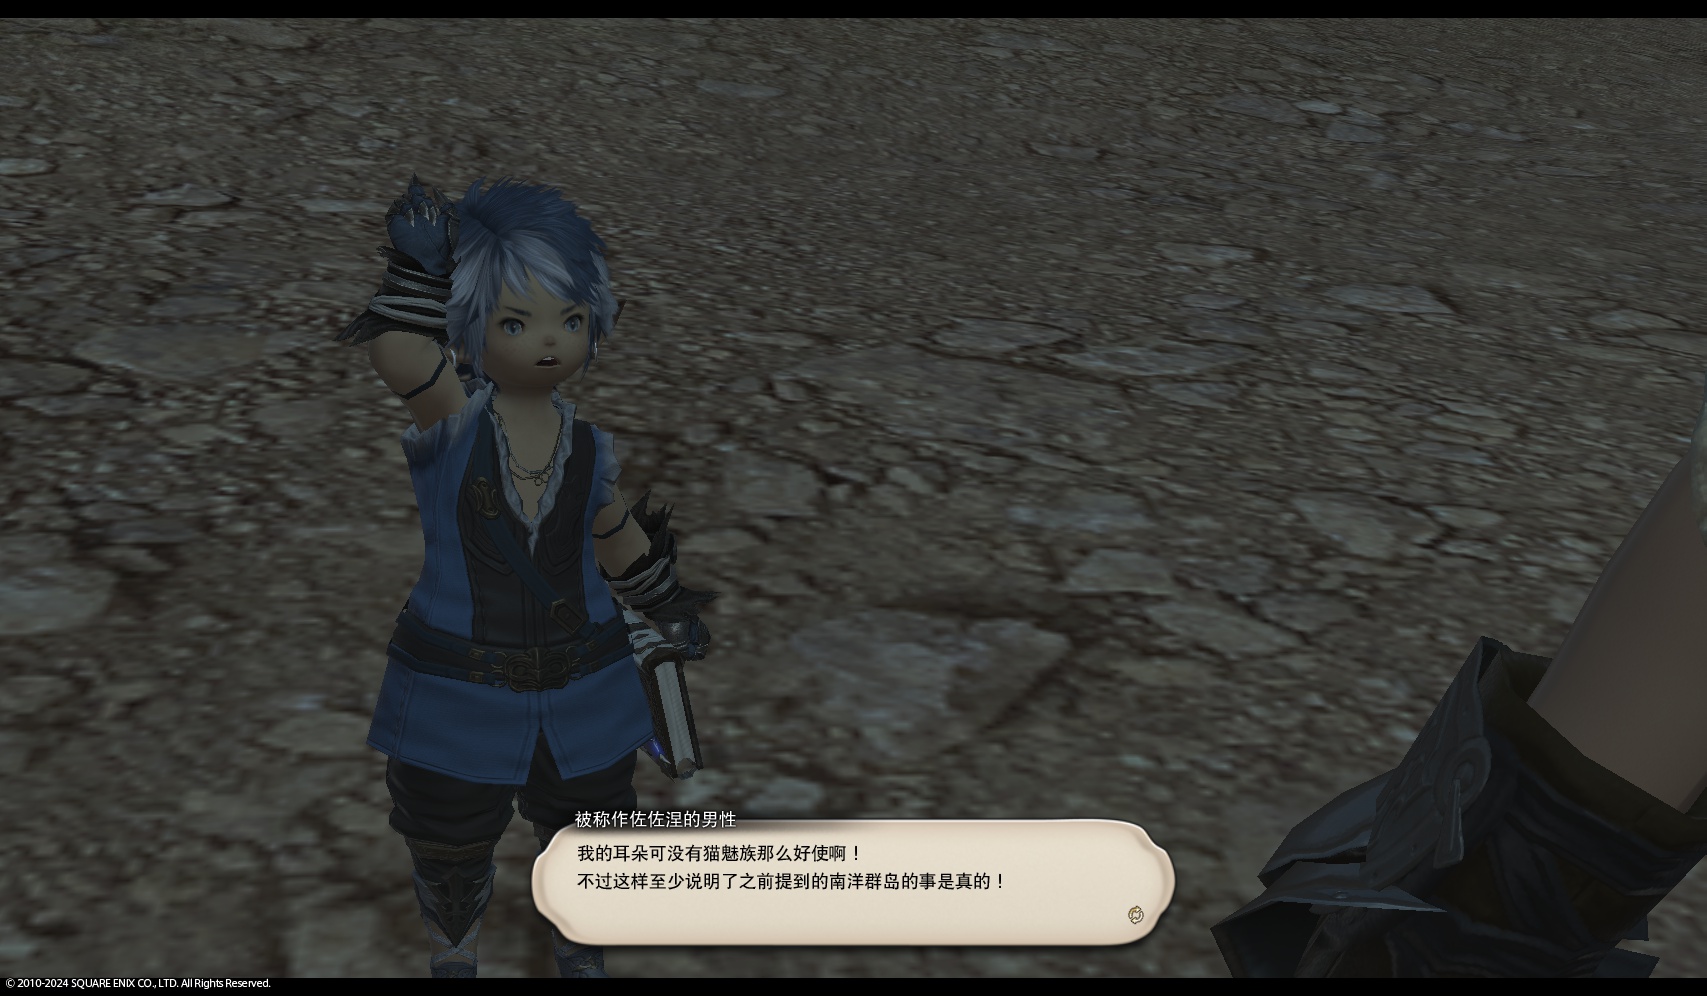 被称作佐佐涅的男性
我的耳朵可没有猫魅族那么好使啊！
不过这样至少说明了之前提到的南洋群岛的事是真的！
© 2010-2024 SQUARE ENIX CO., LTD. All Rights Reserved.